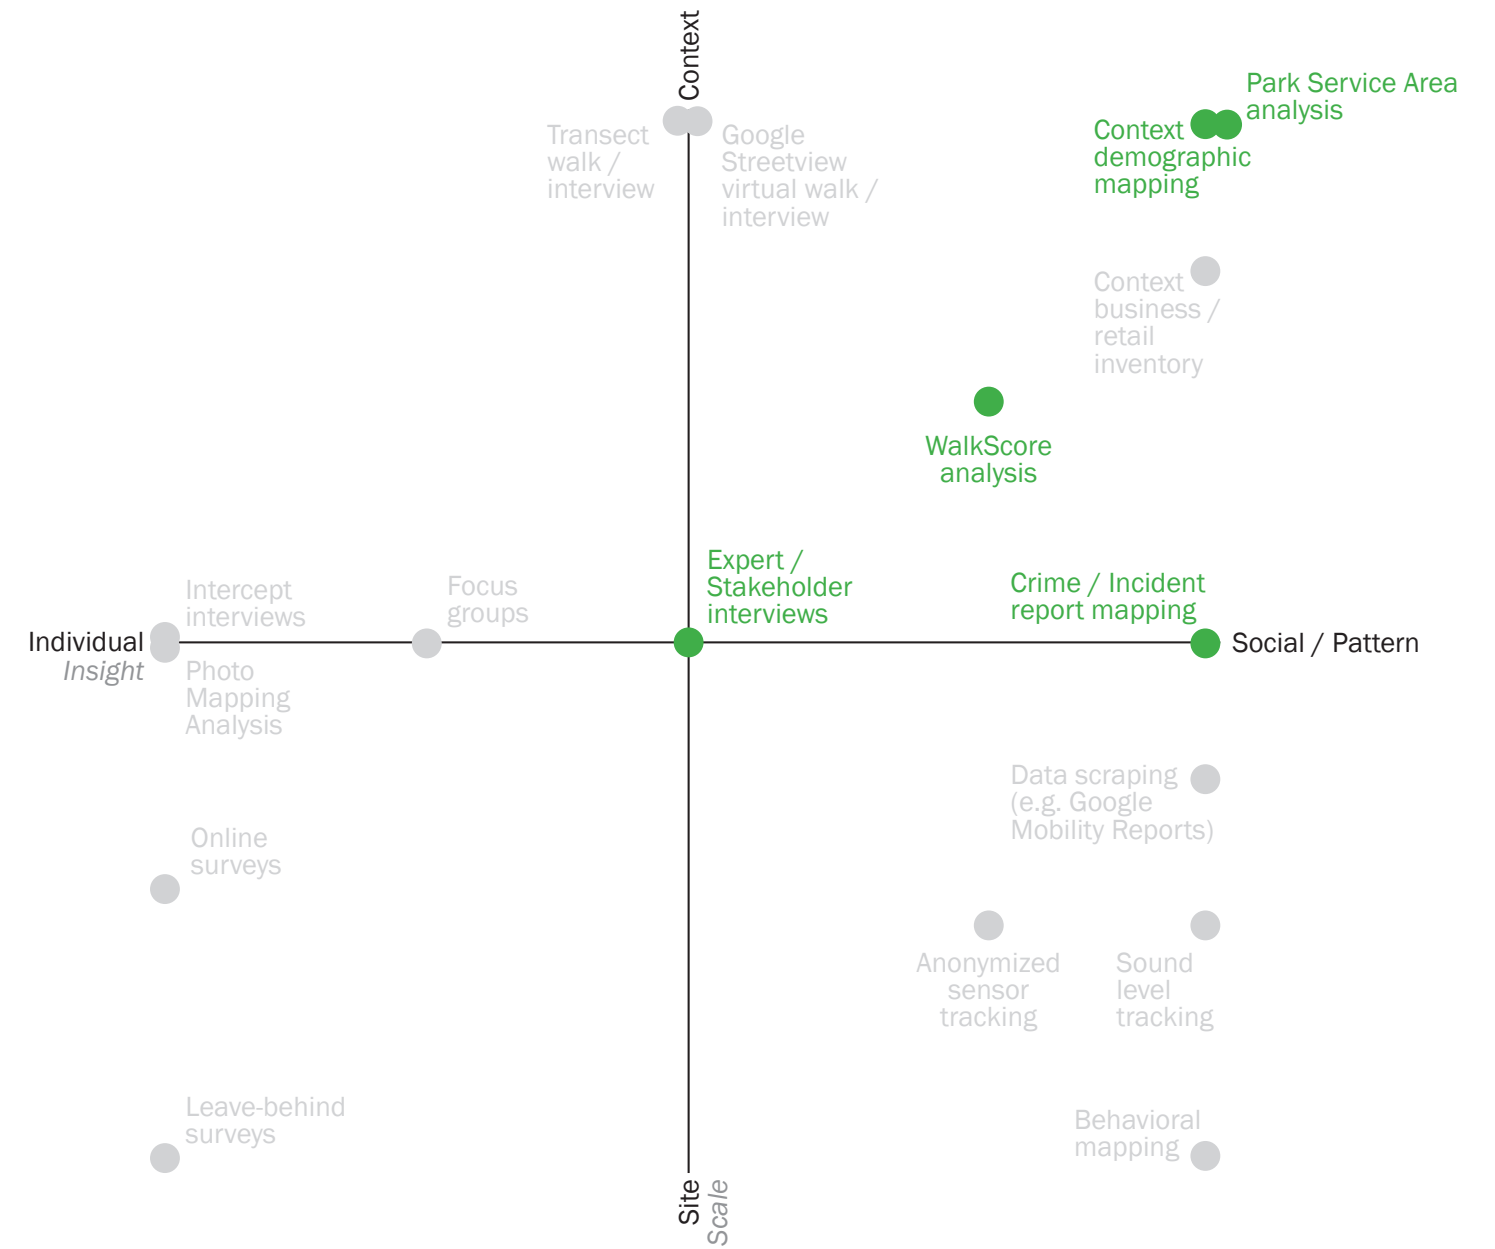 Context
Park Service Area
analysis
Context
demographic
mapping
Transect
walk /
interview
Google
Streetview
virtual walk /
interview
Context
business /
retail
inventory
WalkScore
analysis
Expert /
Stakeholder
interviews
Crime / Incident
report mapping
Intercept
interviews
Focus
groups
Individual
Insight
Social / Pattern
Photo
Mapping
Analysis
Data scraping
(e.g. Google
Mobility Reports)
Online
surveys
Anonymized
sensor
tracking
Sound
level
tracking
Leave-behind
surveys
Behavioral
mapping
Site
Scale